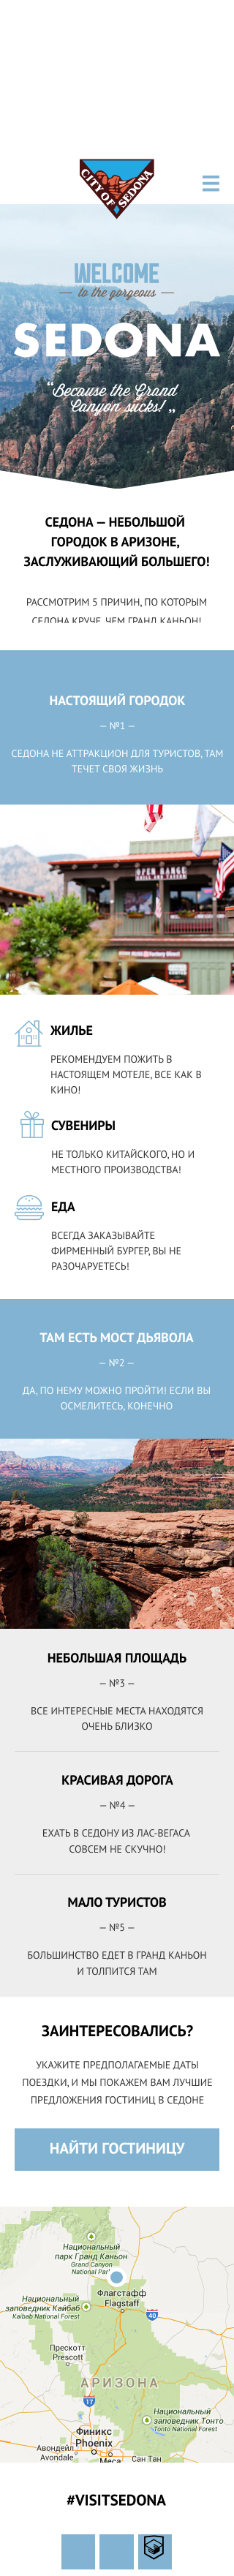 CITY OF SEDONA
WELCOME
to the gorgeous
SEDONA
“Because the Grand
Canyon sucks!”
СЕДОНА — НЕБОЛЬШОЙ
ГОРОДОК В АРИЗОНЕ,
ЗАСЛУЖИВАЮЩИЙ БОЛЬШЕГО!
РАССМОТРИМ 5 ПРИЧИН, ПО КОТОРЫМ
СЕДОНА КРУЧЕ, ЧЕМ ГРАНД КАНЬОН!
НАСТОЯЩИЙ ГОРОДОК
— №1 —
СЕДОНА НЕ АТТРАКЦИОН ДЛЯ ТУРИСТОВ, ТАМ
ТЕЧЕТ СВОЯ ЖИЗНЬ
OPEN RANGE
ЖИЛЬЕ
РЕКОМЕНДУЕМ ПОЖИТЬ В
НАСТОЯЩЕМ МОТЕЛЕ, ВСЕ КАК В
КИНО!
СУВЕНИРЫ
НЕ ТОЛЬКО КИТАЙСКОГО, НО И
МЕСТНОГО ПРОИЗВОДСТВА!
ЕДА
ВСЕГДА ЗАКАЗЫВАЙТЕ
ФИРМЕННЫЙ БУРГЕР, ВЫ НЕ
РАЗОЧАРУЕТЕСЬ!
ТАМ ЕСТЬ МОСТ ДЬЯВОЛА
— №2 —
ДА, ПО НЕМУ МОЖНО ПРОЙТИ! ЕСЛИ ВЫ
ОСМЕЛИТЕСЬ, КОНЕЧНО
НЕБОЛЬШАЯ ПЛОЩАДЬ
— №3 —
ВСЕ ИНТЕРЕСНЫЕ МЕСТА НАХОДЯТСЯ
ОЧЕНЬ БЛИЗКО
КРАСИВАЯ ДОРОГА
— №4 —
ЕХАТЬ В СЕДОНУ ИЗ ЛАС-ВЕГАСА
СОВСЕМ НЕ СКУЧНО!
МАЛО ТУРИСТОВ
— №5 —
БОЛЬШИНСТВО ЕДЕТ В ГРАНД КАНЬОН
И ТОЛПИТСЯ ТАМ
ЗАИНТЕРЕСОВАЛИСЬ?
УКАЖИТЕ ПРЕДПОЛАГАЕМЫЕ ДАТЫ
ПОЕЗДКИ, И МЫ ПОКАЖЕМ ВАМ ЛУЧШИЕ
ПРЕДЛОЖЕНИЯ ГОСТИНИЦ В СЕДОНЕ
НАЙТИ ГОСТИНИЦУ
Национальный
парк Гранд Каньон
Grand Canyon
National Par
Флагстафф
Flagstaff
40
Национальный
заповедник Кайбаб
Kaibab National Forest
Прескотт
Prescott
АРИЗОНА
17
Национальный
заповедник Тонто
Tonto National Forest
Финикс
Phoenix
Авондейл
Avondale
Меса
Сан Тан
#VISITSEDONA